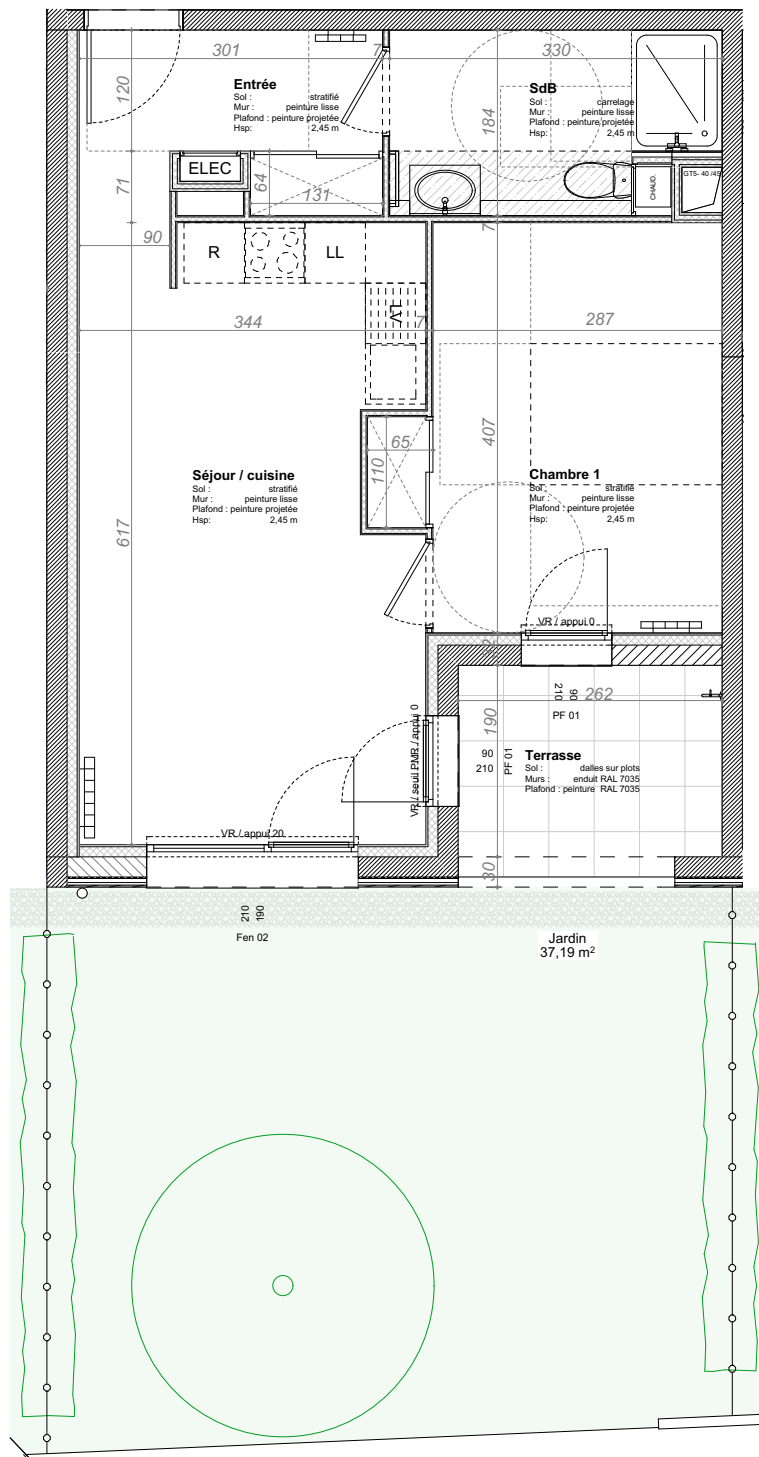 301
7
330
120
Entrée
Sol : stratifié
Mur : peinture lisse
Plafond : peinture projetée
Hsp: 2,45 m
SdB
Sol : carrelage
Mur : peinture lisse
Plafond : peinture projetée
Hsp: 2,45 m
184
ELEC
71
64
131
CHAUD.
GT5- 40 /45
90
R
LL
7
LV
344
7
287
407
65
110
Séjour / cuisine
Sol : stratifié
Mur : peinture lisse
Plafond : peinture projetée
Hsp: 2,45 m
Chambre 1
Sol : stratifié
Mur : peinture lisse
Plafond : peinture projetée
Hsp: 2,45 m
617
VR / appui 0
210
90
PF 01
262
190
VR / seuil PMR / appui 0
90
210
PF 01
Terrasse
Sol : dalles sur plots
Murs : enduit RAL 7035
Plafond : peinture RAL 7035
VR / appui 20
30
210
190
Fen 02
Jardin
37,19 m²